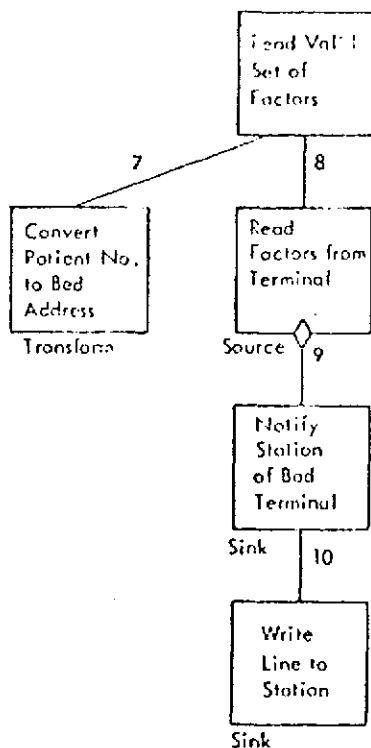 Set of
Factors
7
8
Convert
Patient No.
to Bed
Address
Transform
Read
Factors from
Terminal
Source
9
Notify
Station
of Bad
Terminal
Sink
10
Write
Line to
Station
Sink